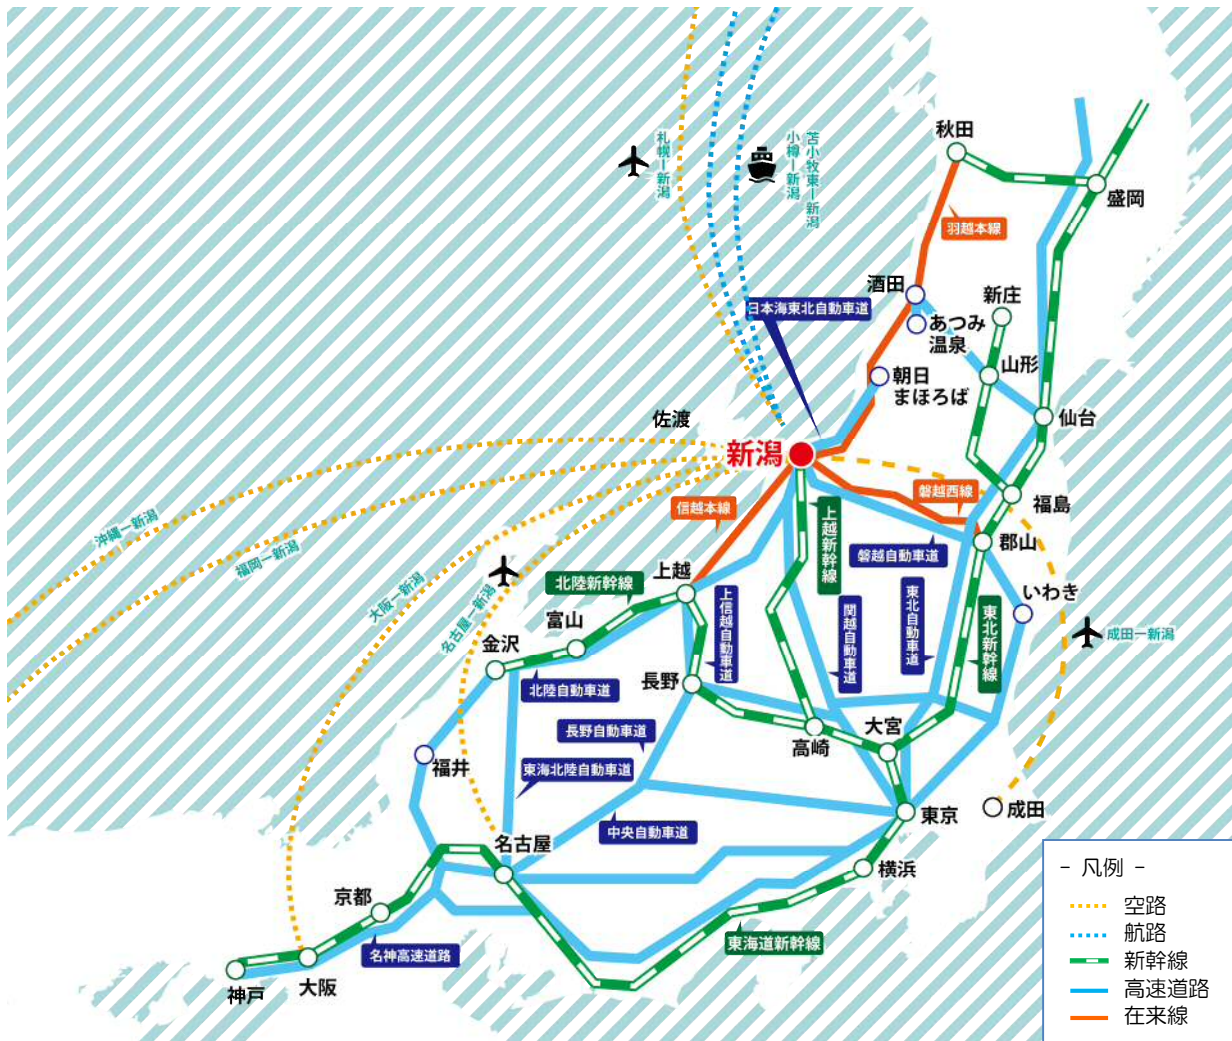 札幌ー新潟
小樽ー新潟
苫小牧東ー新潟
秋田
盛岡
羽越本線
酒田
新庄
日本海東北自動車道
あつみ
温泉
山形
朝日
まほろば
佐渡
仙台
新潟
沖縄ー新潟
福岡ー新潟
大阪ー新潟
名古屋ー新潟
信越本線
磐越西線
上越新幹線
福島
磐越自動車道
郡山
北陸新幹線
上越
いわき
富山
上信越自動車道
関越自動車道
東北自動車道
東北新幹線
成田ー新潟
金沢
北陸自動車道
長野
長野自動車道
高崎
大宮
福井
東海北陸自動車道
中央自動車道
東京
成田
名古屋
横浜
京都
東海道新幹線
名神高速道路
神戸
大阪
- 凡例 -
空路
航路
新幹線
高速道路
在来線